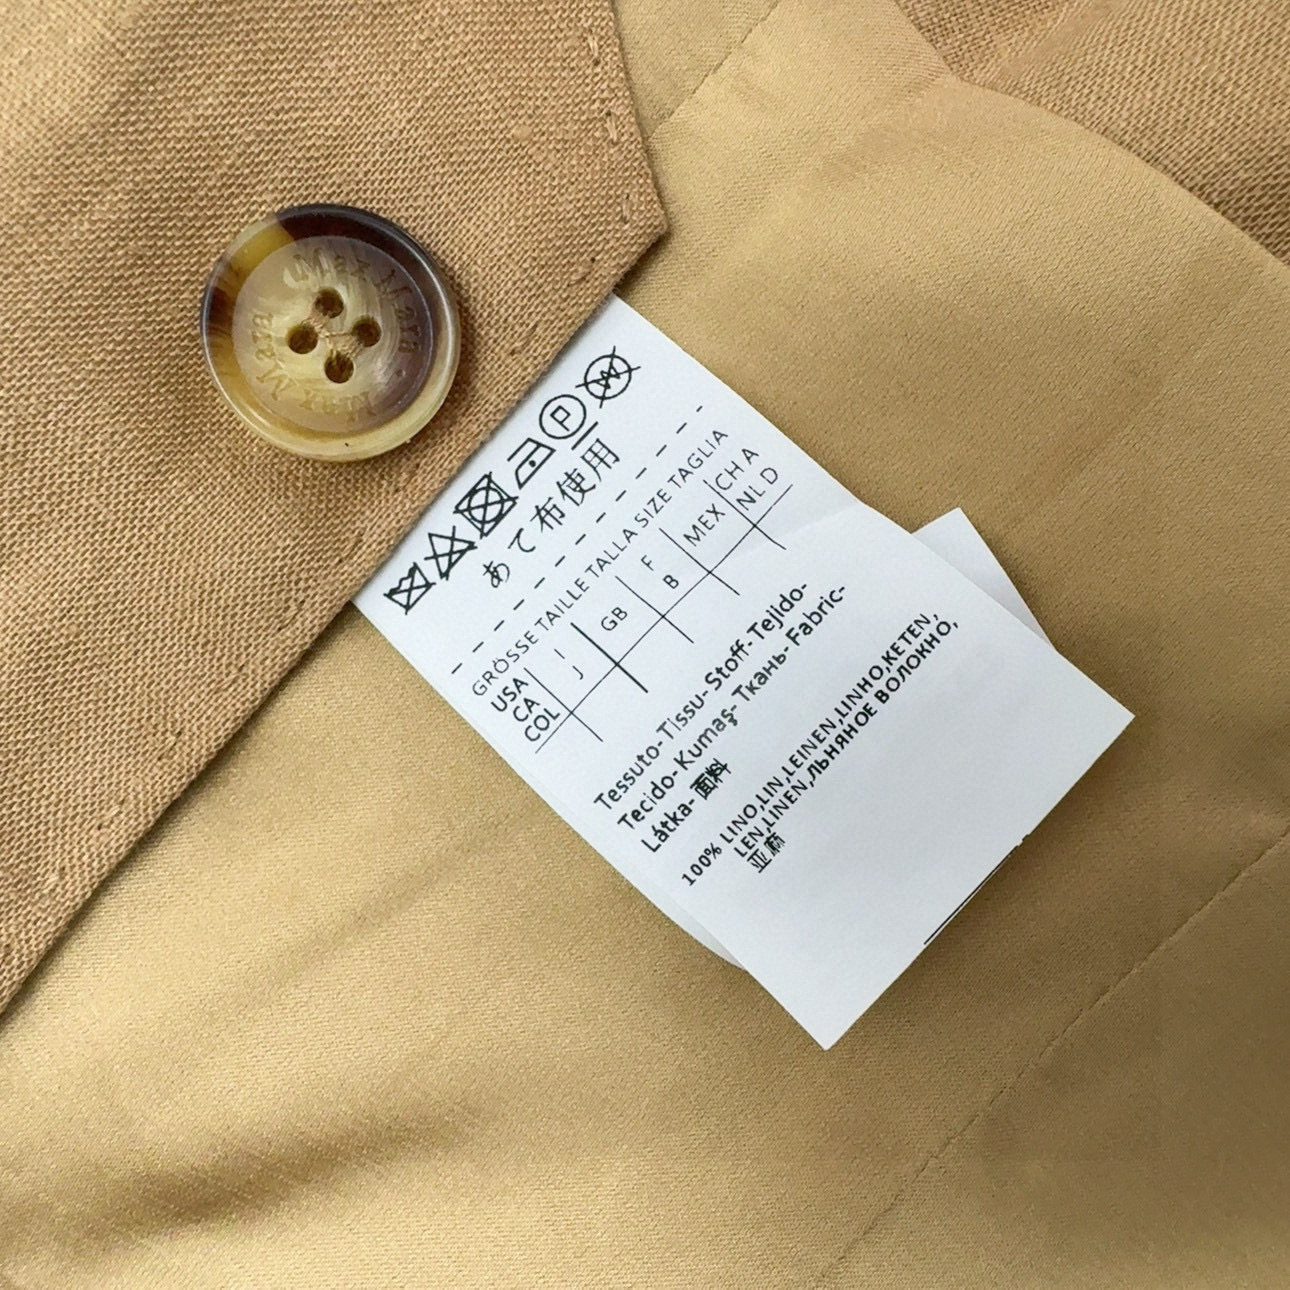 Max Mara
Max Mara
W
P
あて布使用
GRÖSSE TAILLE TALLA SIZE TAGLIA
USA I GB F MEX CH A
CA J B NL D
COL
Tessuto-Tissu-Stoff-Tejido-
Tecido-Kumaş-Ткань-Fabric-
Látka-面料
100% LINO,LIN,LEINEN,LINHO,KETEN,
LEN,LINEN,ЛЬНЯНОЕ ВОЛОКНО,
亚麻